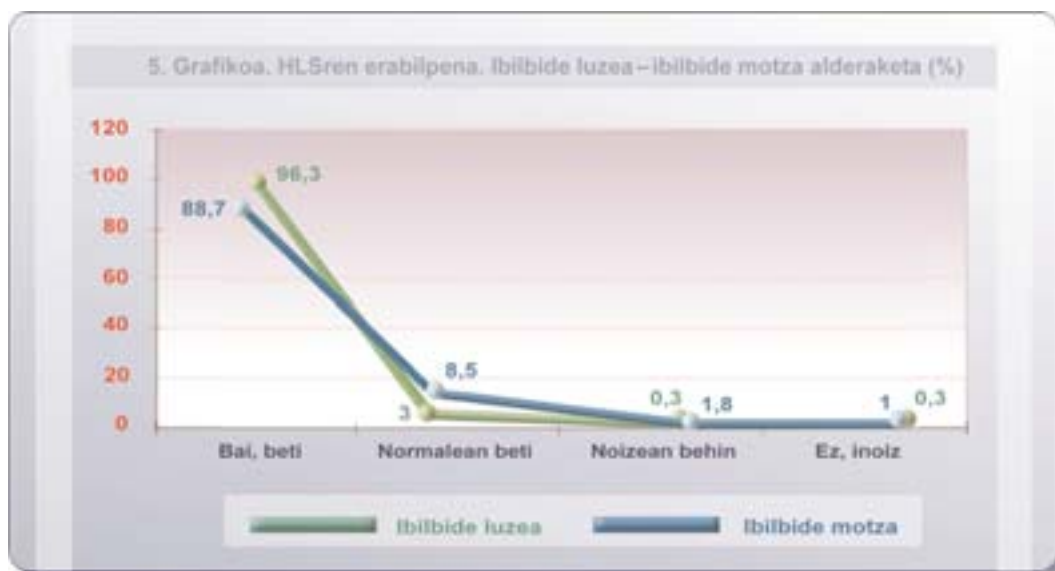 5. Grafikoa. HLSren erabilpena. Ibilbide luzea–ibilbide motza alderaketa (%)
120
100
80
60
40
20
0
96,3
88,7
8,5
3
0,3
1,8
1
0,3
Bai, beti
Normalean beti
Noizean behin
Ez, inoiz
Ibilbide luzea
Ibilbide motza